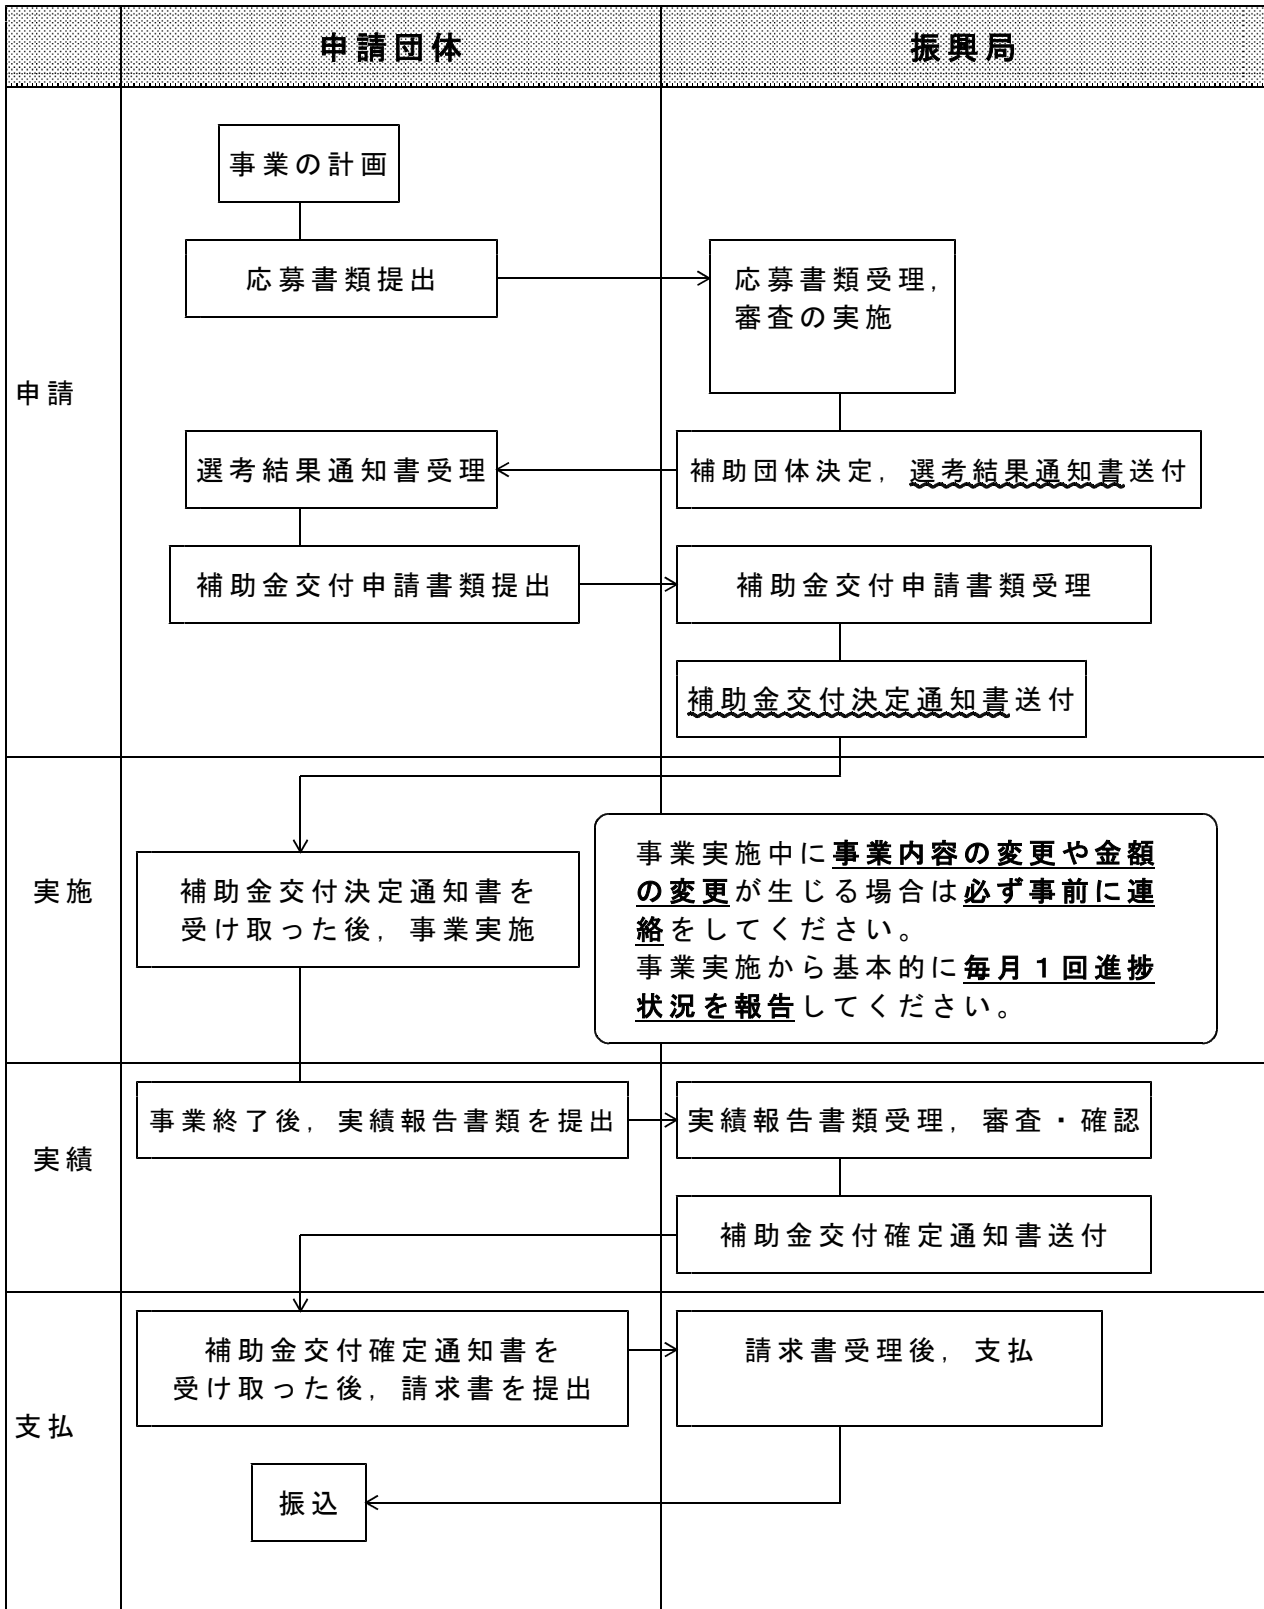 申請団体
振興局
申請
事業の計画
応募書類提出
応募書類受理，
審査の実施
補助団体決定，選考結果通知書送付
選考結果通知書受理
補助金交付申請書類提出
補助金交付申請書類受理
補助金交付決定通知書送付
実施
補助金交付決定通知書を
受け取った後，事業実施
事業実施中に事業内容の変更や金額
の変更が生じる場合は必ず事前に連
絡をしてください。
事業実施から基本的に毎月１回進捗
状況を報告してください。
実績
事業終了後，実績報告書類を提出
実績報告書類受理，審査・確認
補助金交付確定通知書送付
支払
補助金交付確定通知書を
受け取った後，請求書を提出
請求書受理後，支払
振込